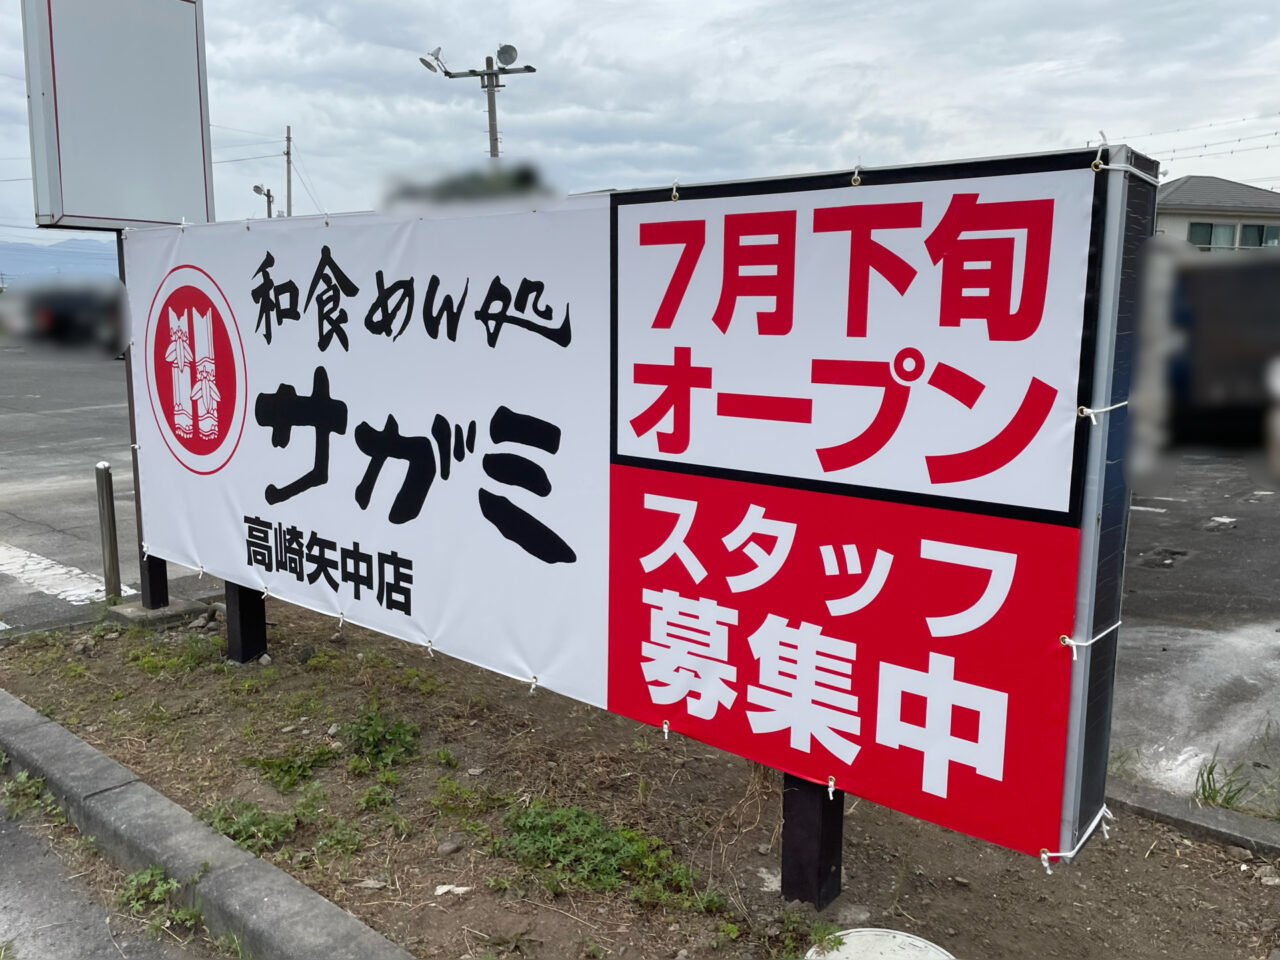 和食めん処
サガミ
高崎矢中店
7月下旬
オープン
スタッフ
募集中